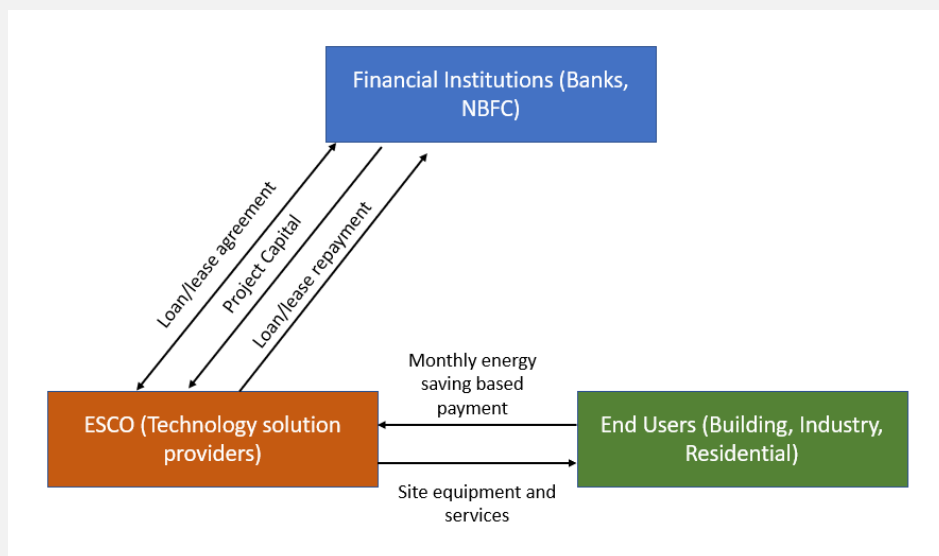 Financial Institutions (Banks,
NBFC)
Loan/lease agreement
Project Capital
Loan/lease repayment
Monthly energy
saving based
payment
ESCO (Technology solution
providers)
End Users (Building, Industry,
Residential)
Site equipment and
services